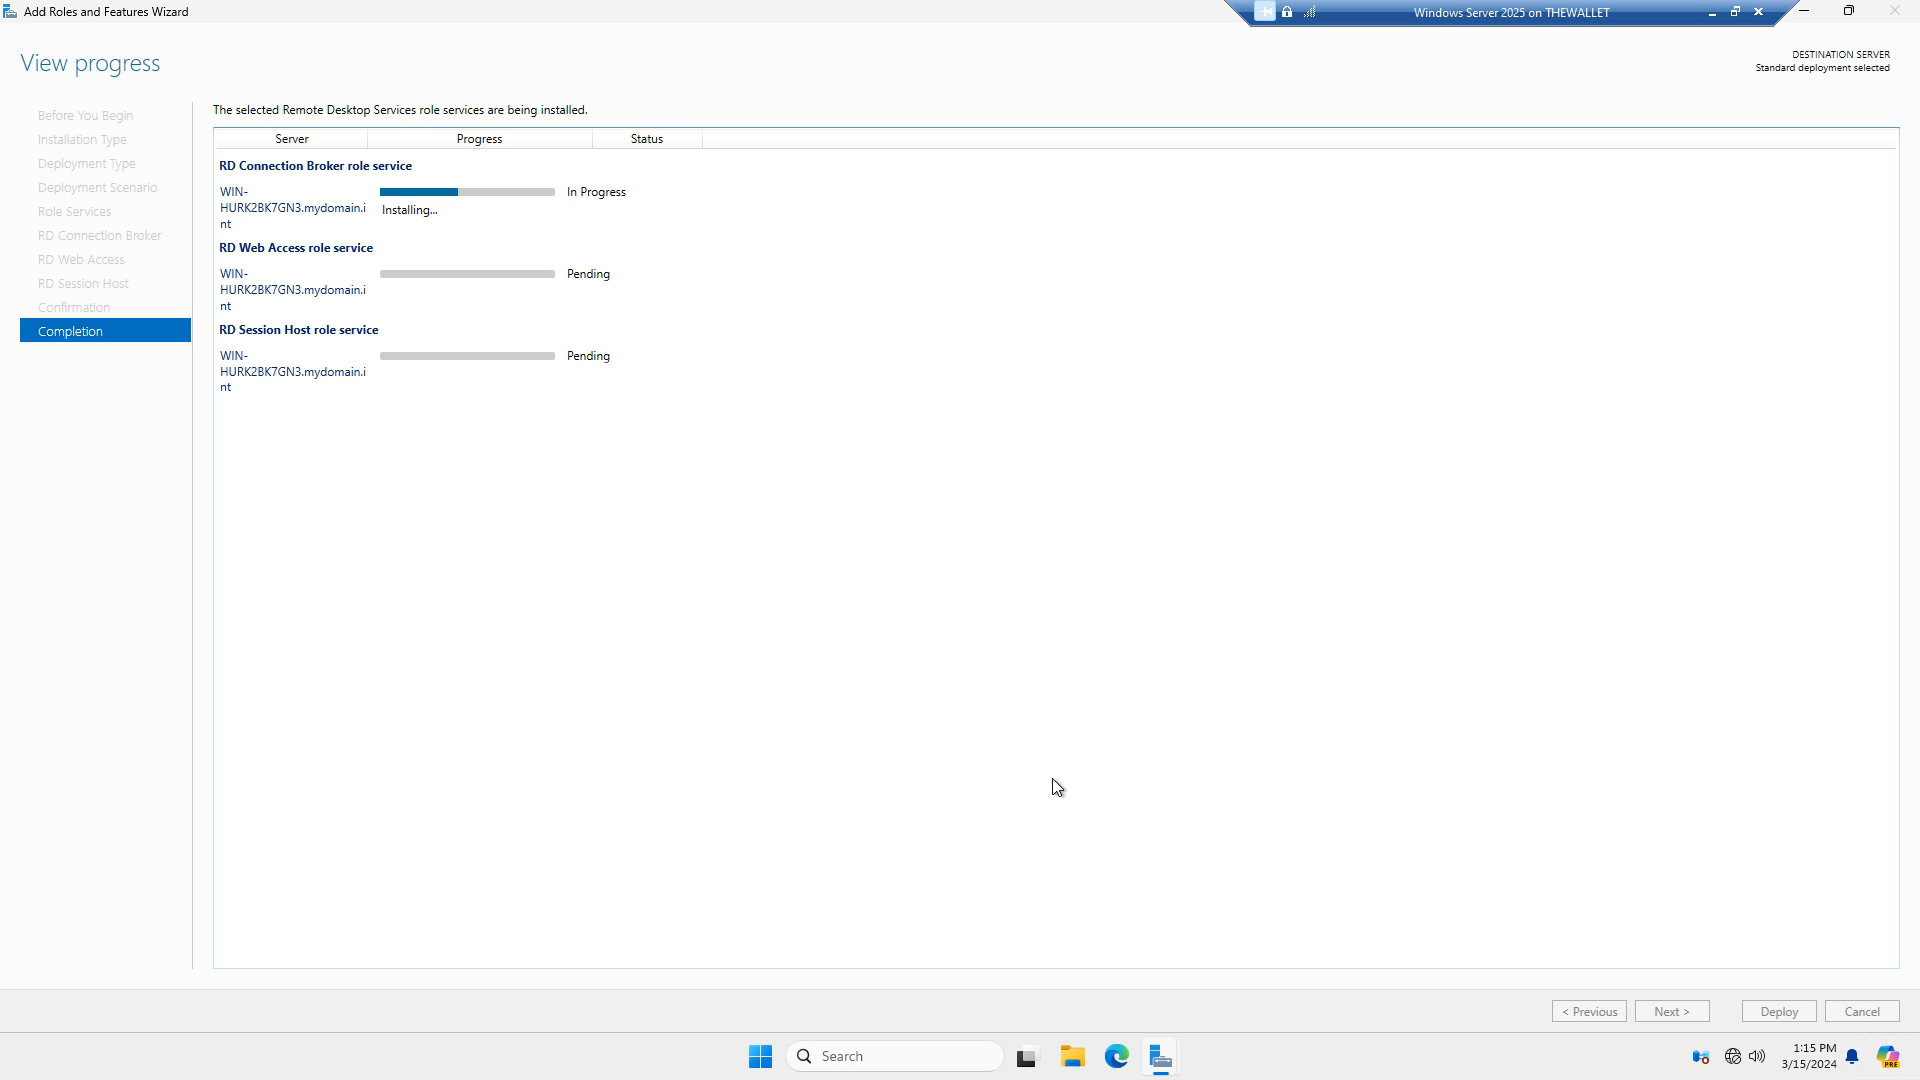 Add Roles and Features Wizard
Windows Server 2025 on THEWALLET
View progress
DESTINATION SERVER
Standard deployment selected
Before You Begin
Installation Type
Deployment Type
Deployment Scenario
Role Services
RD Connection Broker
RD Web Access
RD Session Host
Confirmation
Completion
The selected Remote Desktop Services role services are being installed.
Server Progress Status
RD Connection Broker role service
WIN-
HURK2BK7GN3.mydomain.i
nt
Installing...
In Progress
RD Web Access role service
WIN-
HURK2BK7GN3.mydomain.i
nt
Pending
RD Session Host role service
WIN-
HURK2BK7GN3.mydomain.i
nt
Pending
< Previous
Next >
Deploy
Cancel
Search
1:15 PM
3/15/2024
PRE